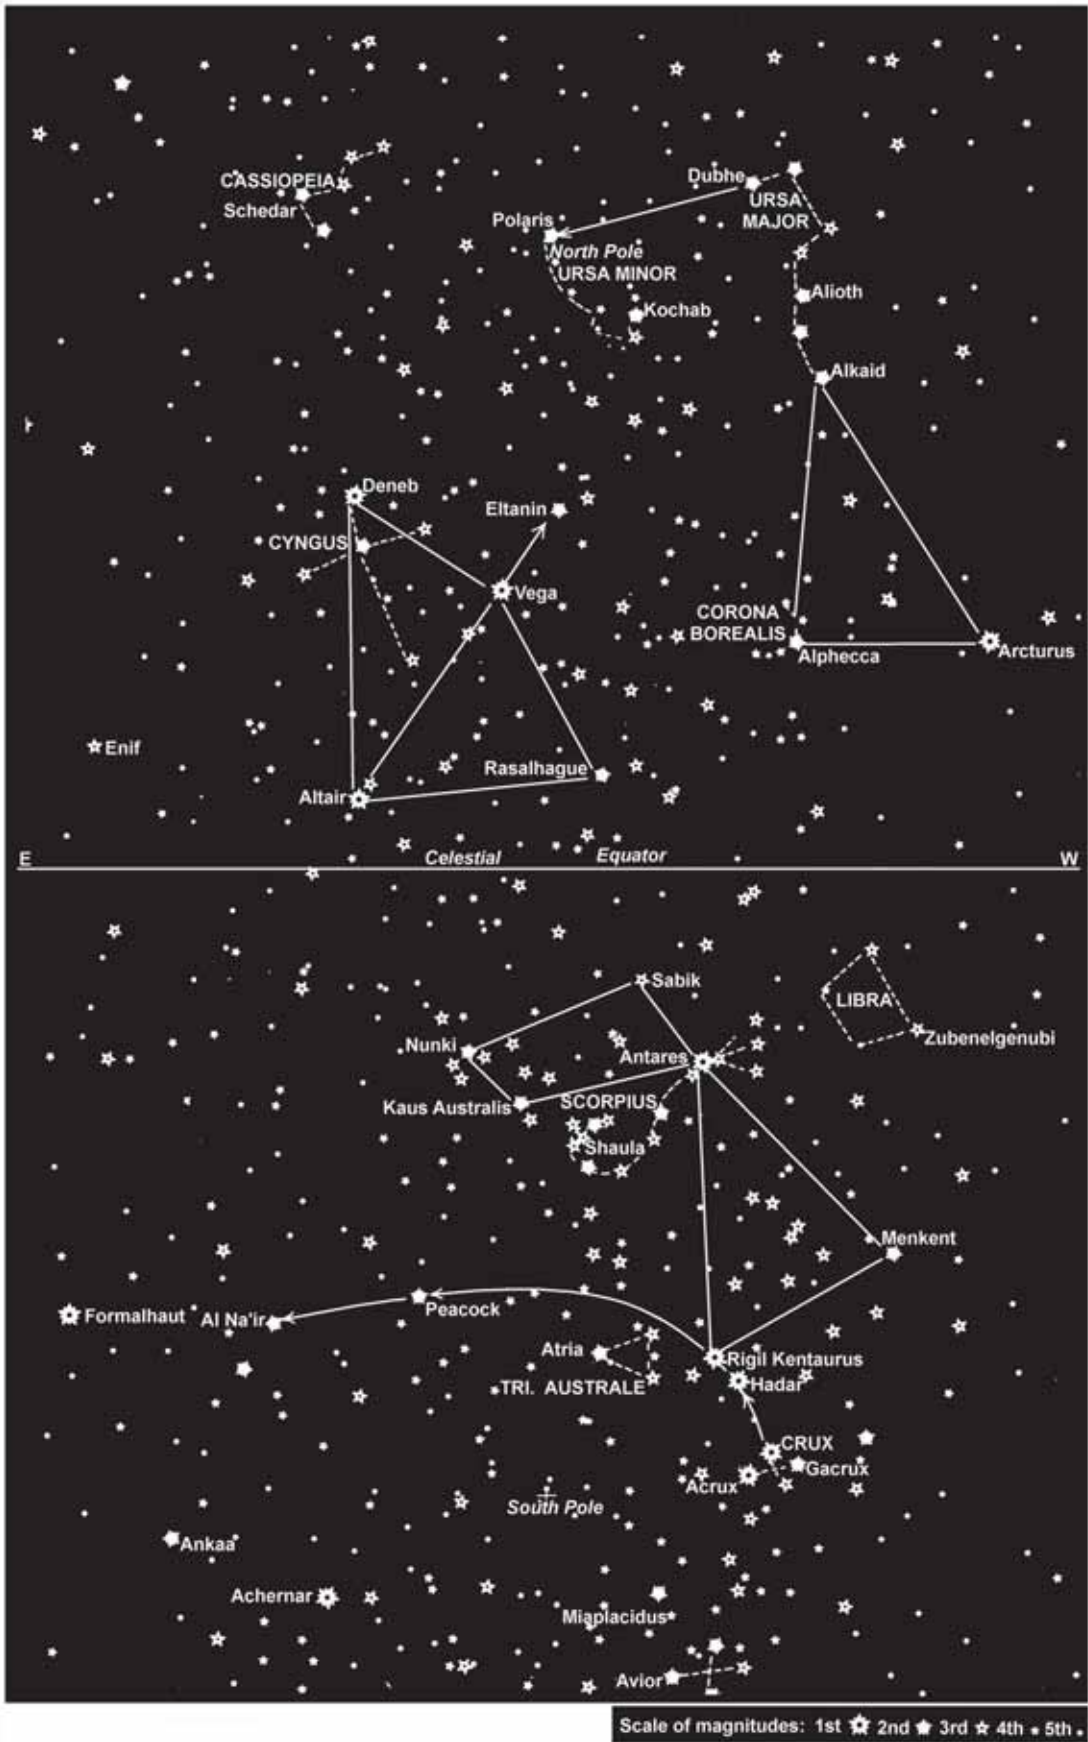 CASSIOPEIA
Schedar
Dubhe
URSA
MAJOR
Polaris
North Pole
URSA MINOR
Kochab
Alioth
Alkaid
Deneb
Eltanin
CYNGUS
Vega
CORONA
BOREALIS
Alphecca
Arcturus
Enif
Rasalhague
Altair
E
Celestial Equator
W
Sabik
LIBRA
Zubenelgenubi
Nunki
Antares
Kaus Australis
SCORPIUS
Shaula
Menkent
Formalhaut
Al Na'ir
Peacock
Atria
Rigil Kentaurus
Hadar
TRI. AUSTRALE
CRUX
Gacrux
Acrux
South Pole
Ankaa
Achernar
Miaplacidus
Avior
Scale of magnitudes: 1st 2nd 3rd 4th 5th